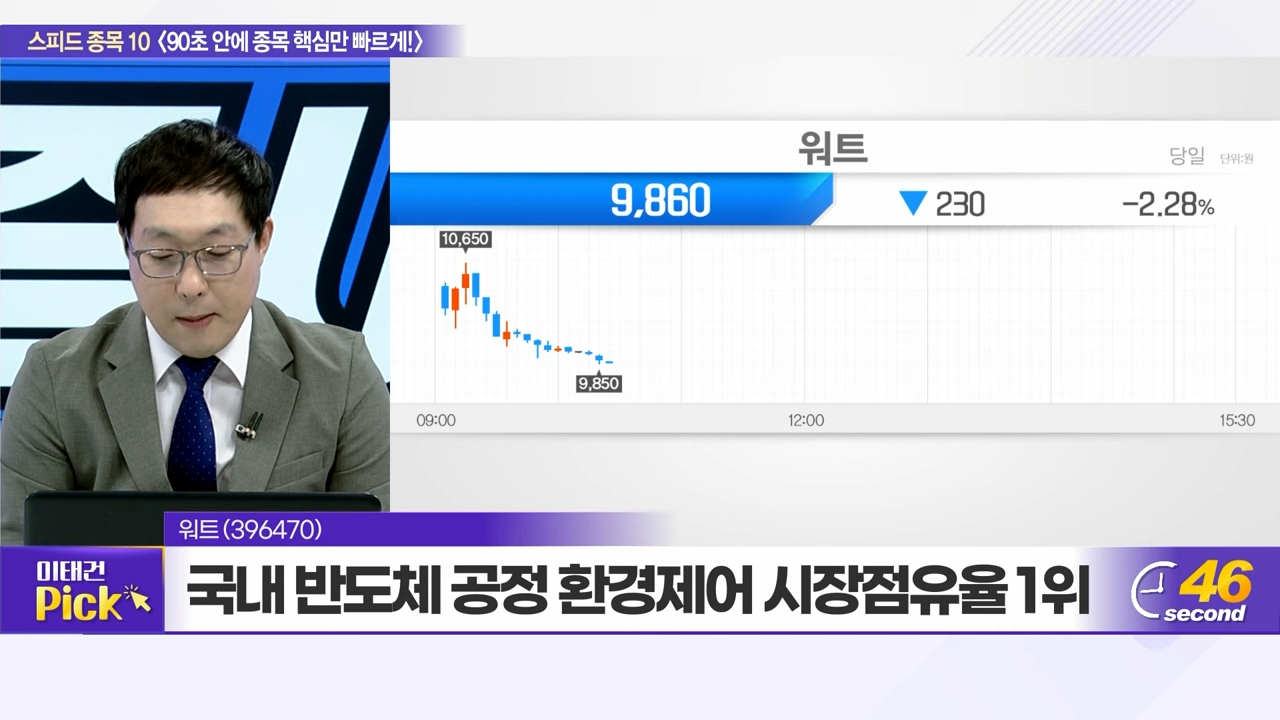 스피드 종목 10 〈90초 안에 종목 핵심만 빠르게!〉
워트
당일 단위:원
9,860 ▼ 230 -2.28%
10,650
9,850
09:00 12:00 15:30
워트(396470)
이태건
Pick
국내 반도체 공정 환경제어 시장점유율 1위
46
second